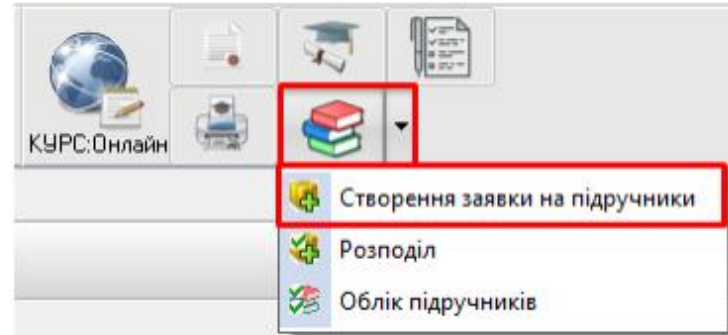 КУРС:Онлайн
Створення заявки на підручники
Розподіл
Облік підручників